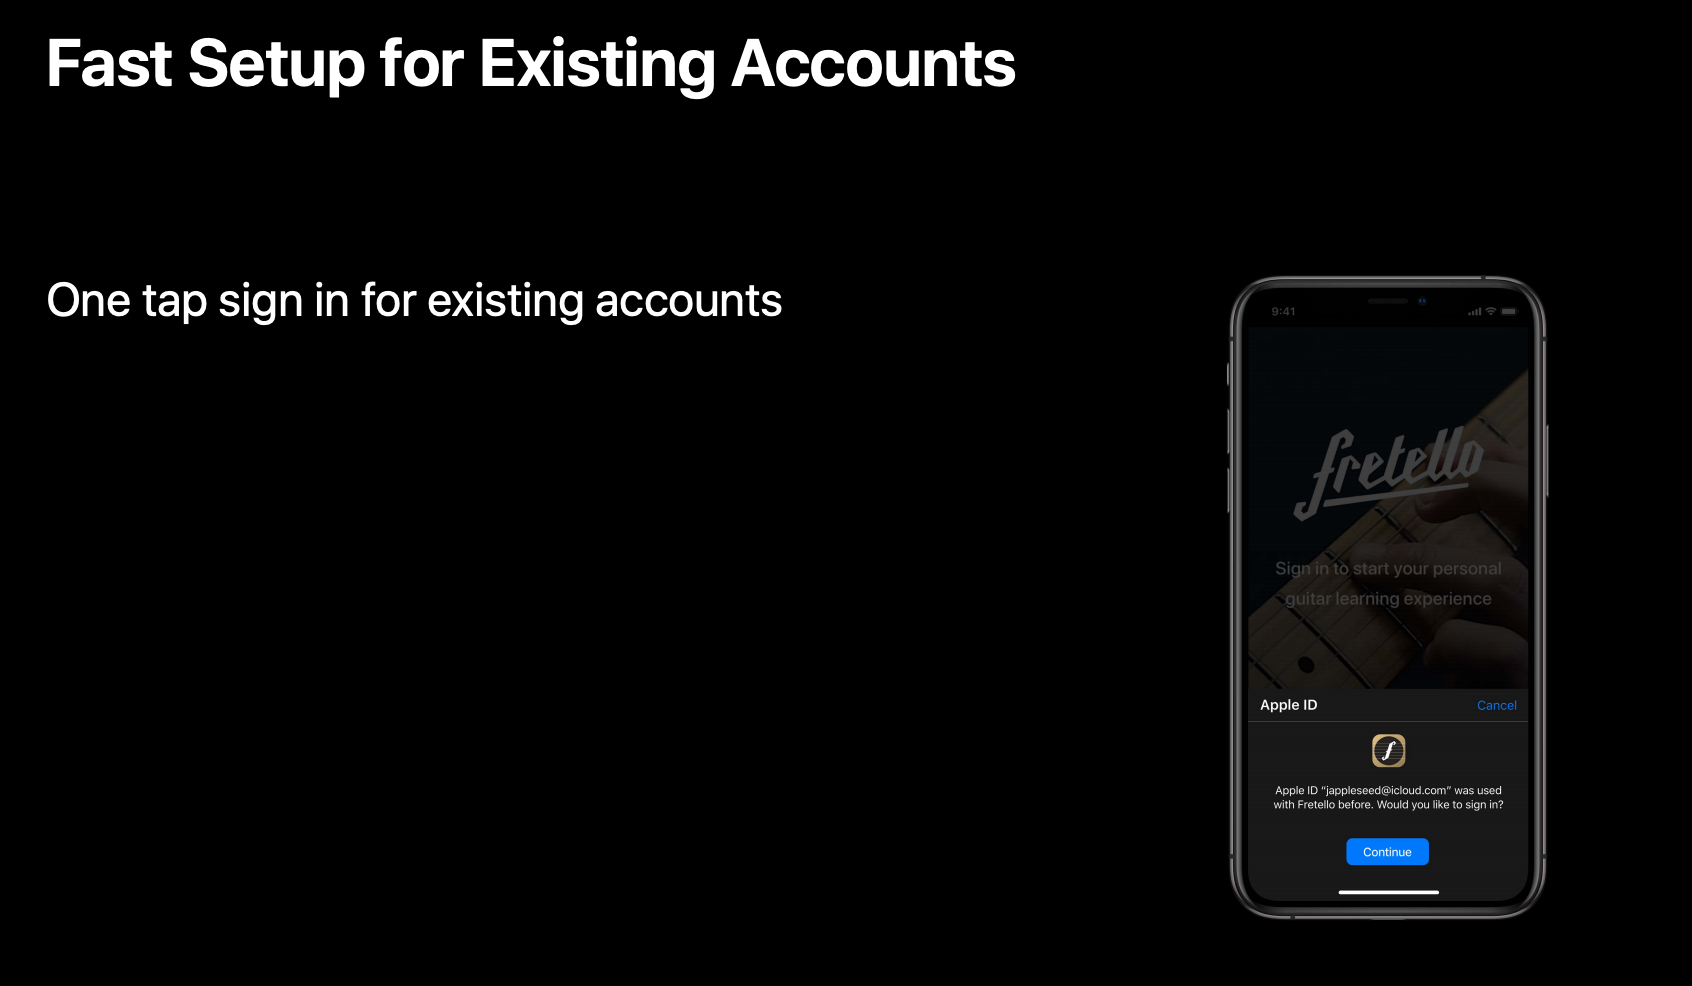 Fast Setup for Existing Accounts
One tap sign in for existing accounts
9:41
fretello
Sign in to start your personal
guitar learning experience
Apple ID
Cancel
f
Apple ID “jappleseed@icloud.com” was used
with Fretello before. Would you like to sign in?
Continue